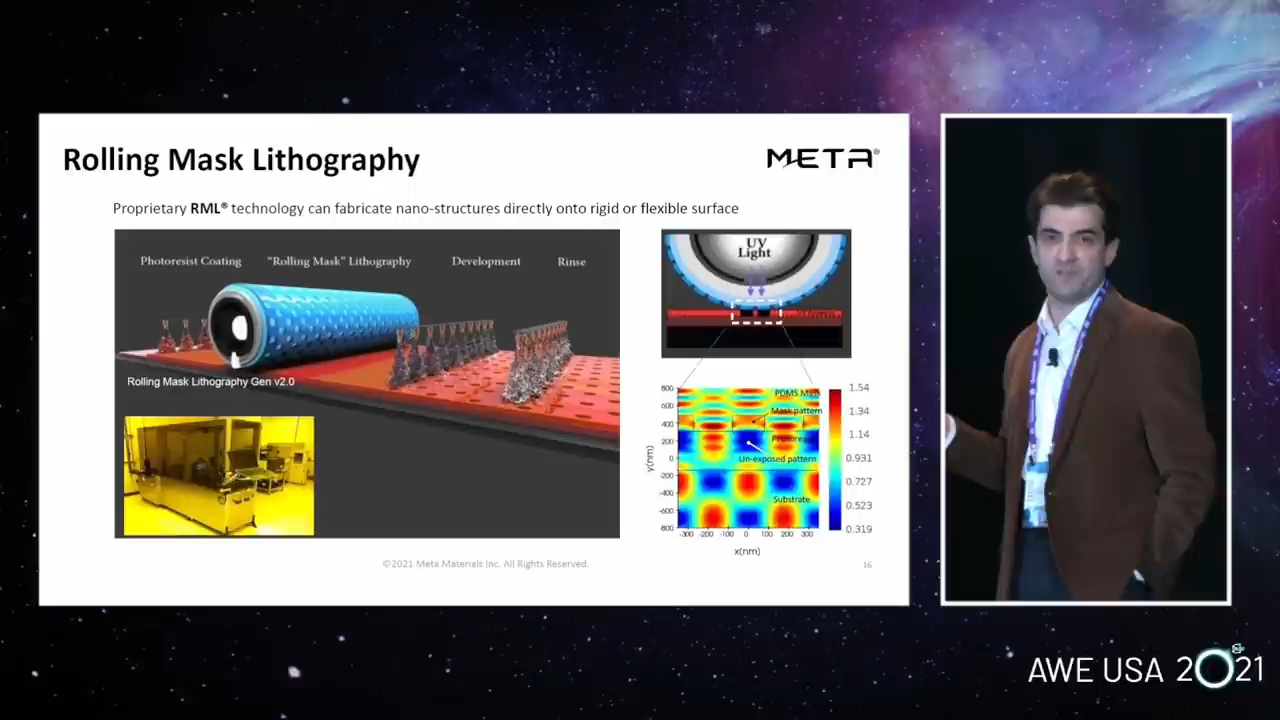 Rolling Mask Lithography
META®
Proprietary RML® technology can fabricate nano-structures directly onto rigid or flexible surface
Photoresist Coating "Rolling Mask" Lithography Development Rinse
Rolling Mask Lithography Gen v2.0
UV
Light
800
600
400
200
0
-200
-400
-600
-800
y(nm)
PDMS Mask
Mask pattern
Un-exposed pattern
Substrate
-300 -200 -100 0 100 200 300
x(nm)
1.54
1.34
1.14
0.931
0.727
0.523
0.319
©2021 Meta Materials Inc. All Rights Reserved.
16
AWE USA 2021